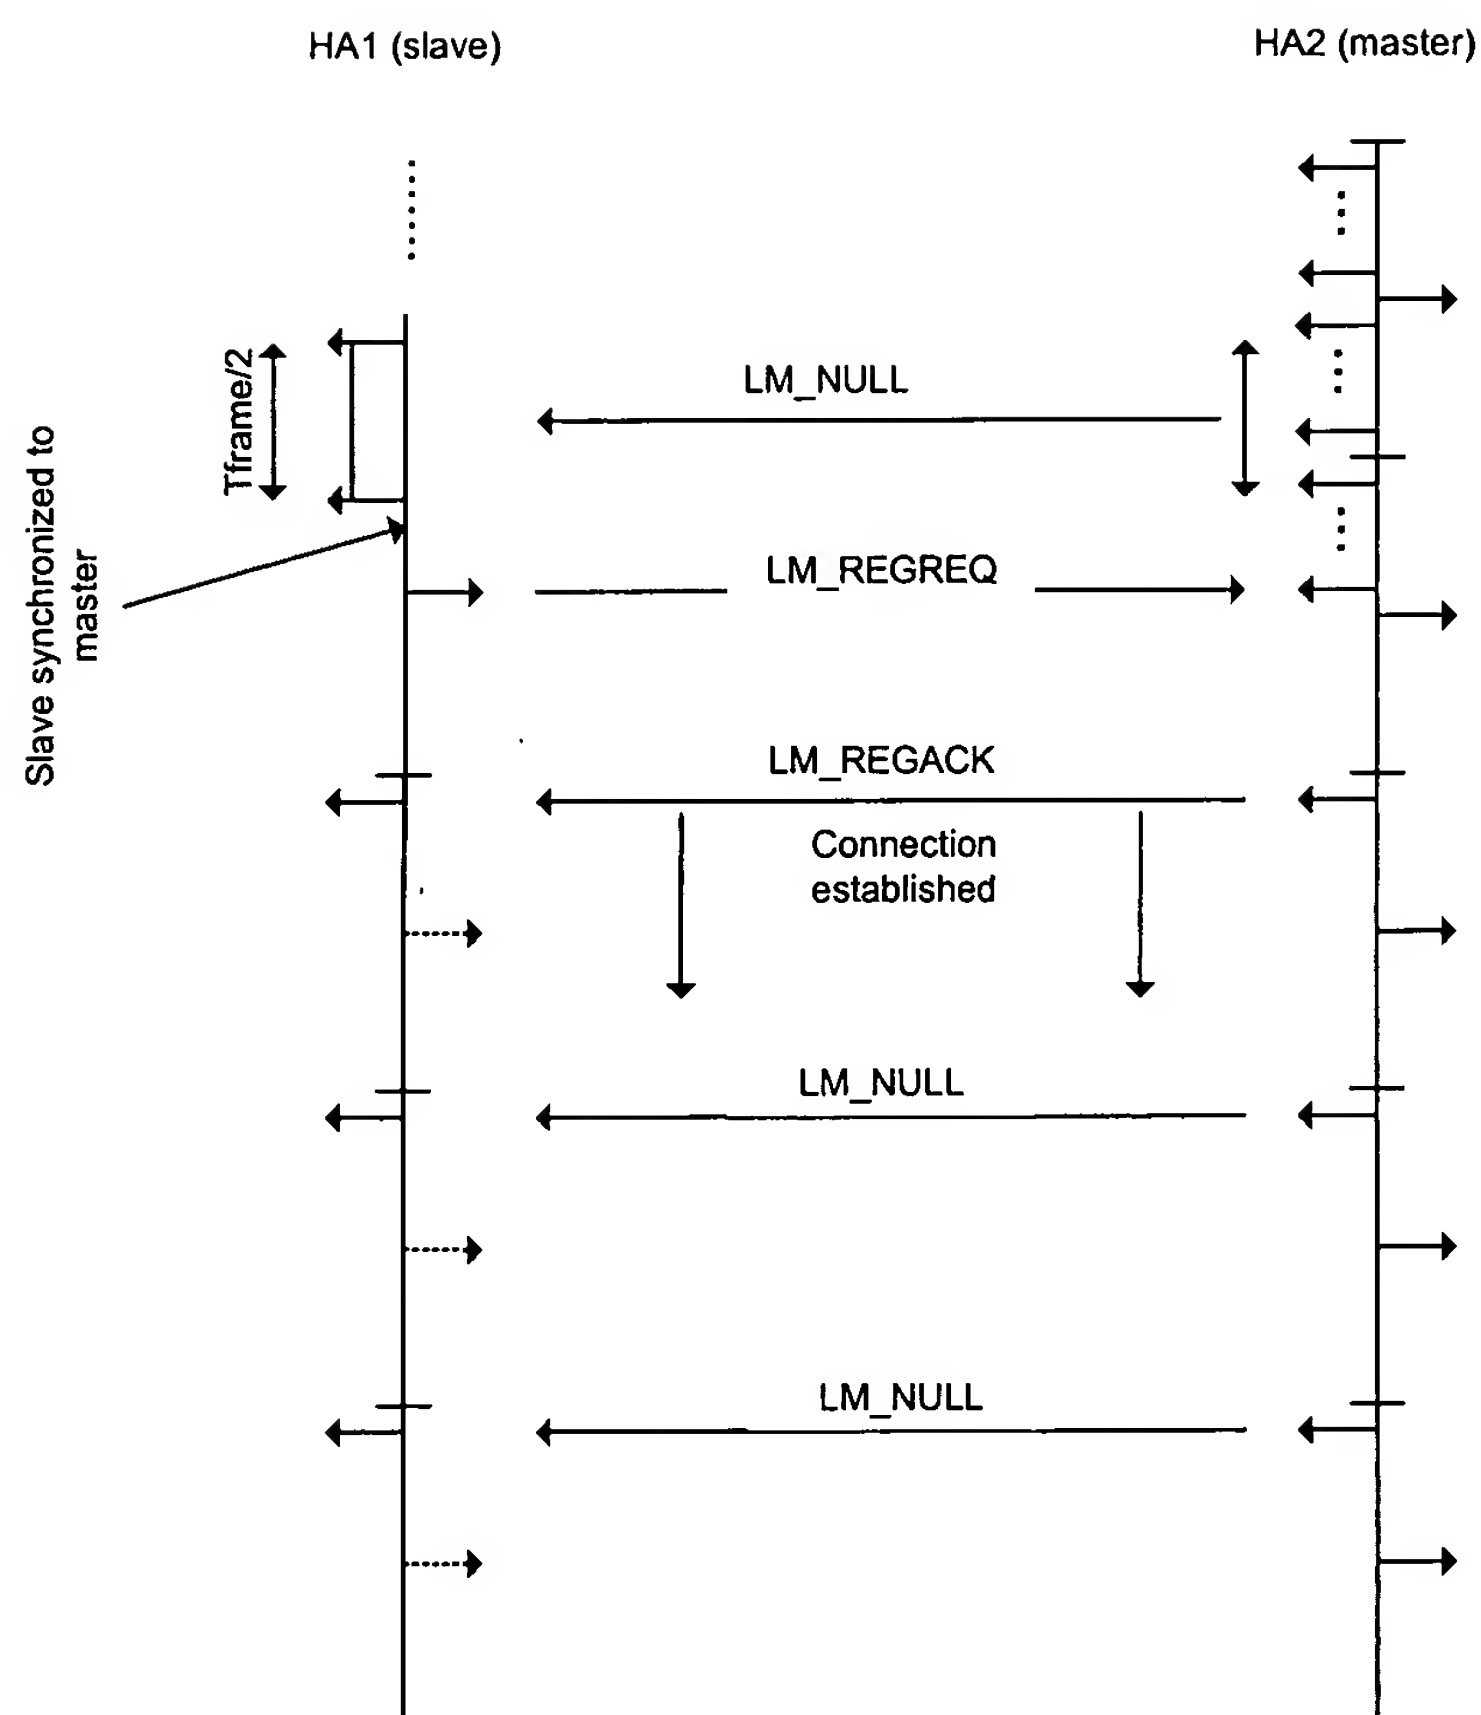 HA1 (slave)
HA2 (master)
Tframe/2
LM_NULL
Slave synchronized to
master
LM_REGREQ
LM_REGACK
Connection
established
LM_NULL
LM_NULL